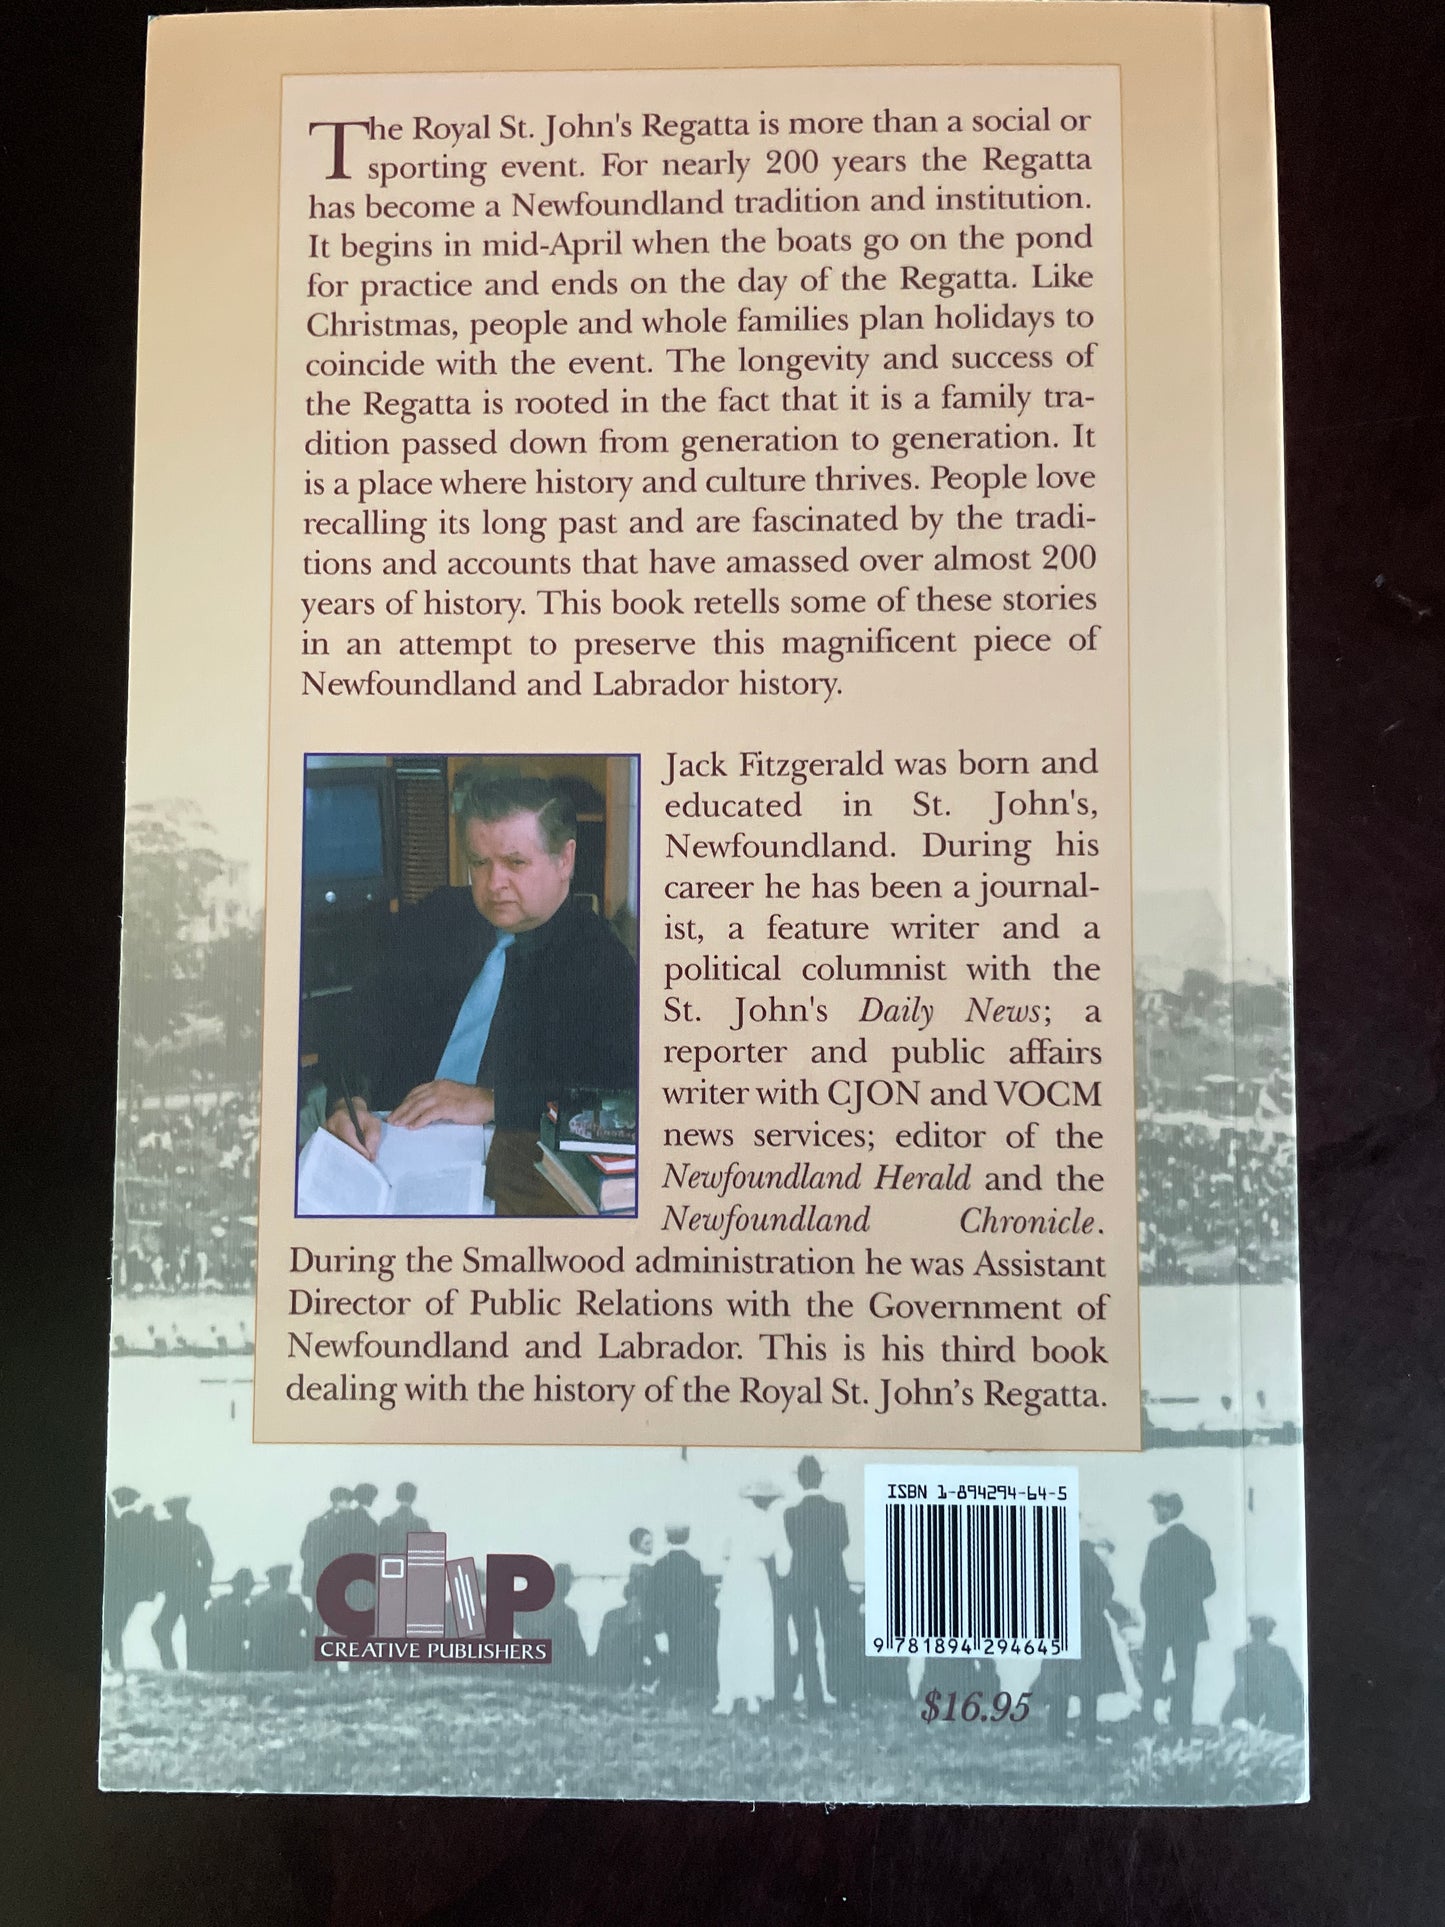 The Royal St. John's Regatta is more than a social or
sporting event. For nearly 200 years the Regatta
has become a Newfoundland tradition and institution.
It begins in mid-April when the boats go on the pond
for practice and ends on the day of the Regatta. Like
Christmas, people and whole families plan holidays to
coincide with the event. The longevity and success of
the Regatta is rooted in the fact that it is a family tra-
dition passed down from generation to generation. It
is a place where history and culture thrives. People love
recalling its long past and are fascinated by the tradi-
tions and accounts that have amassed over almost 200
years of history. This book retells some of these stories
in an attempt to preserve this magnificent piece of
Newfoundland and Labrador history.
Jack Fitzgerald was born and
educated in St. John's,
Newfoundland. During his
career he has been a journal-
ist, a feature writer and a
political columnist with the
St. John's Daily News; a
reporter and public affairs
writer with CJON and VOCM
news services; editor of the
Newfoundland Herald and the
Newfoundland Chronicle.
During the Smallwood administration he was Assistant
Director of Public Relations with the Government of
Newfoundland and Labrador. This is his third book
dealing with the history of the Royal St. John’s Regatta.
C P
CREATIVE PUBLISHERS
ISBN 1-894294-64-5
9 781894 294645
$16.95